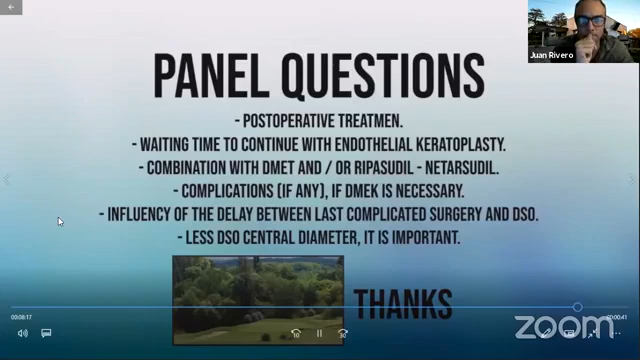 Juan Rivero
PANEL QUESTIONS
- POSTOPERATIVE TREATMEN.
- WAITING TIME TO CONTINUE WITH ENDOTHELIAL KERATOPLASTY.
- COMBINATION WITH DMET AND / OR RIPASUDIL - NETARSUDIL.
- COMPLICATIONS (IF ANY), IF DMEK IS NECESSARY.
- INFLUENCY OF THE DELAY BETWEEN LAST COMPLICATED SURGERY AND DSO.
- LESS DSO CENTRAL DIAMETER, IT IS IMPORTANT.
THANKS
00:08:17
00:00:41
10
30
zoom